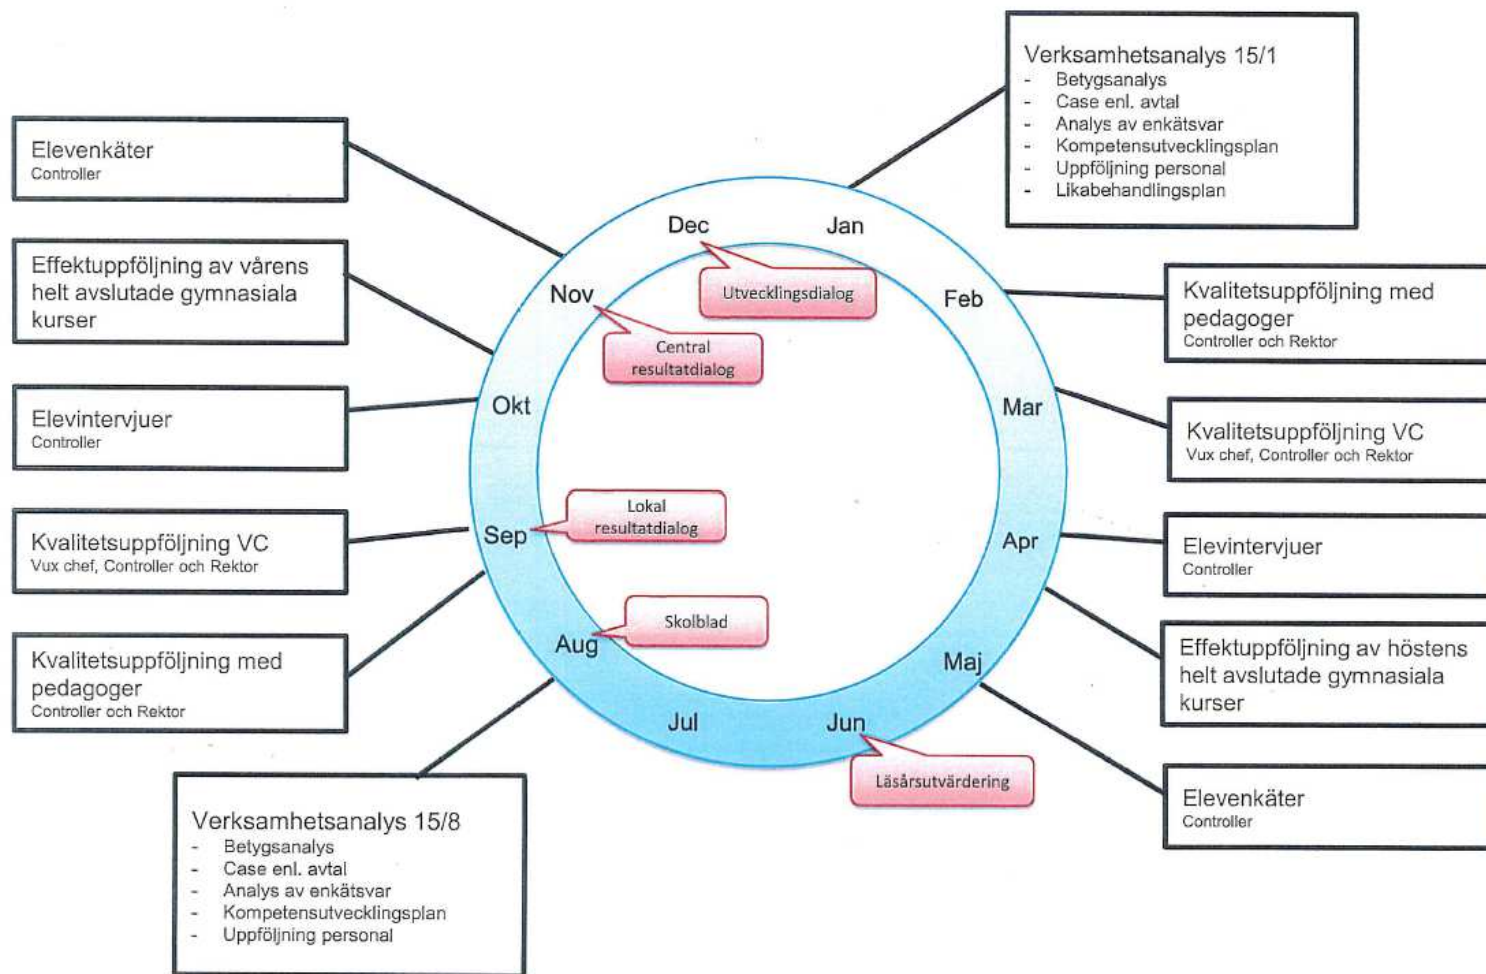 Verksamhetsanalys 15/1
- Betygsanalys
- Case enl. avtal
- Analys av enkätsvar
- Kompetensutvecklingsplan
- Uppföljning personal
- Likabehandlingsplan
Kvalitetsuppföljning med
pedagoger
Controller och Rektor
Kvalitetsuppföljning VC
Vux chef, Controller och Rektor
Elevintervjuer
Controller
Effektuppföljning av höstens
helt avslutade gymnasiala
kurser
Elevenkäter
Controller
Verksamhetsanalys 15/8
- Betygsanalys
- Case enl. avtal
- Analys av enkätsvar
- Kompetensutvecklingsplan
- Uppföljning personal
Kvalitetsuppföljning med
pedagoger
Controller och Rektor
Kvalitetsuppföljning VC
Vux chef, Controller och Rektor
Elevintervjuer
Controller
Effektuppföljning av vårens
helt avslutade gymnasiala
kurser
Elevenkäter
Controller
Jan
Feb
Mar
Apr
Maj
Jun
Jul
Aug
Sep
Okt
Nov
Dec
Utvecklingsdialog
Central
resultatdialog
Lokal
resultatdialog
Skolblad
Läsårsutvärdering